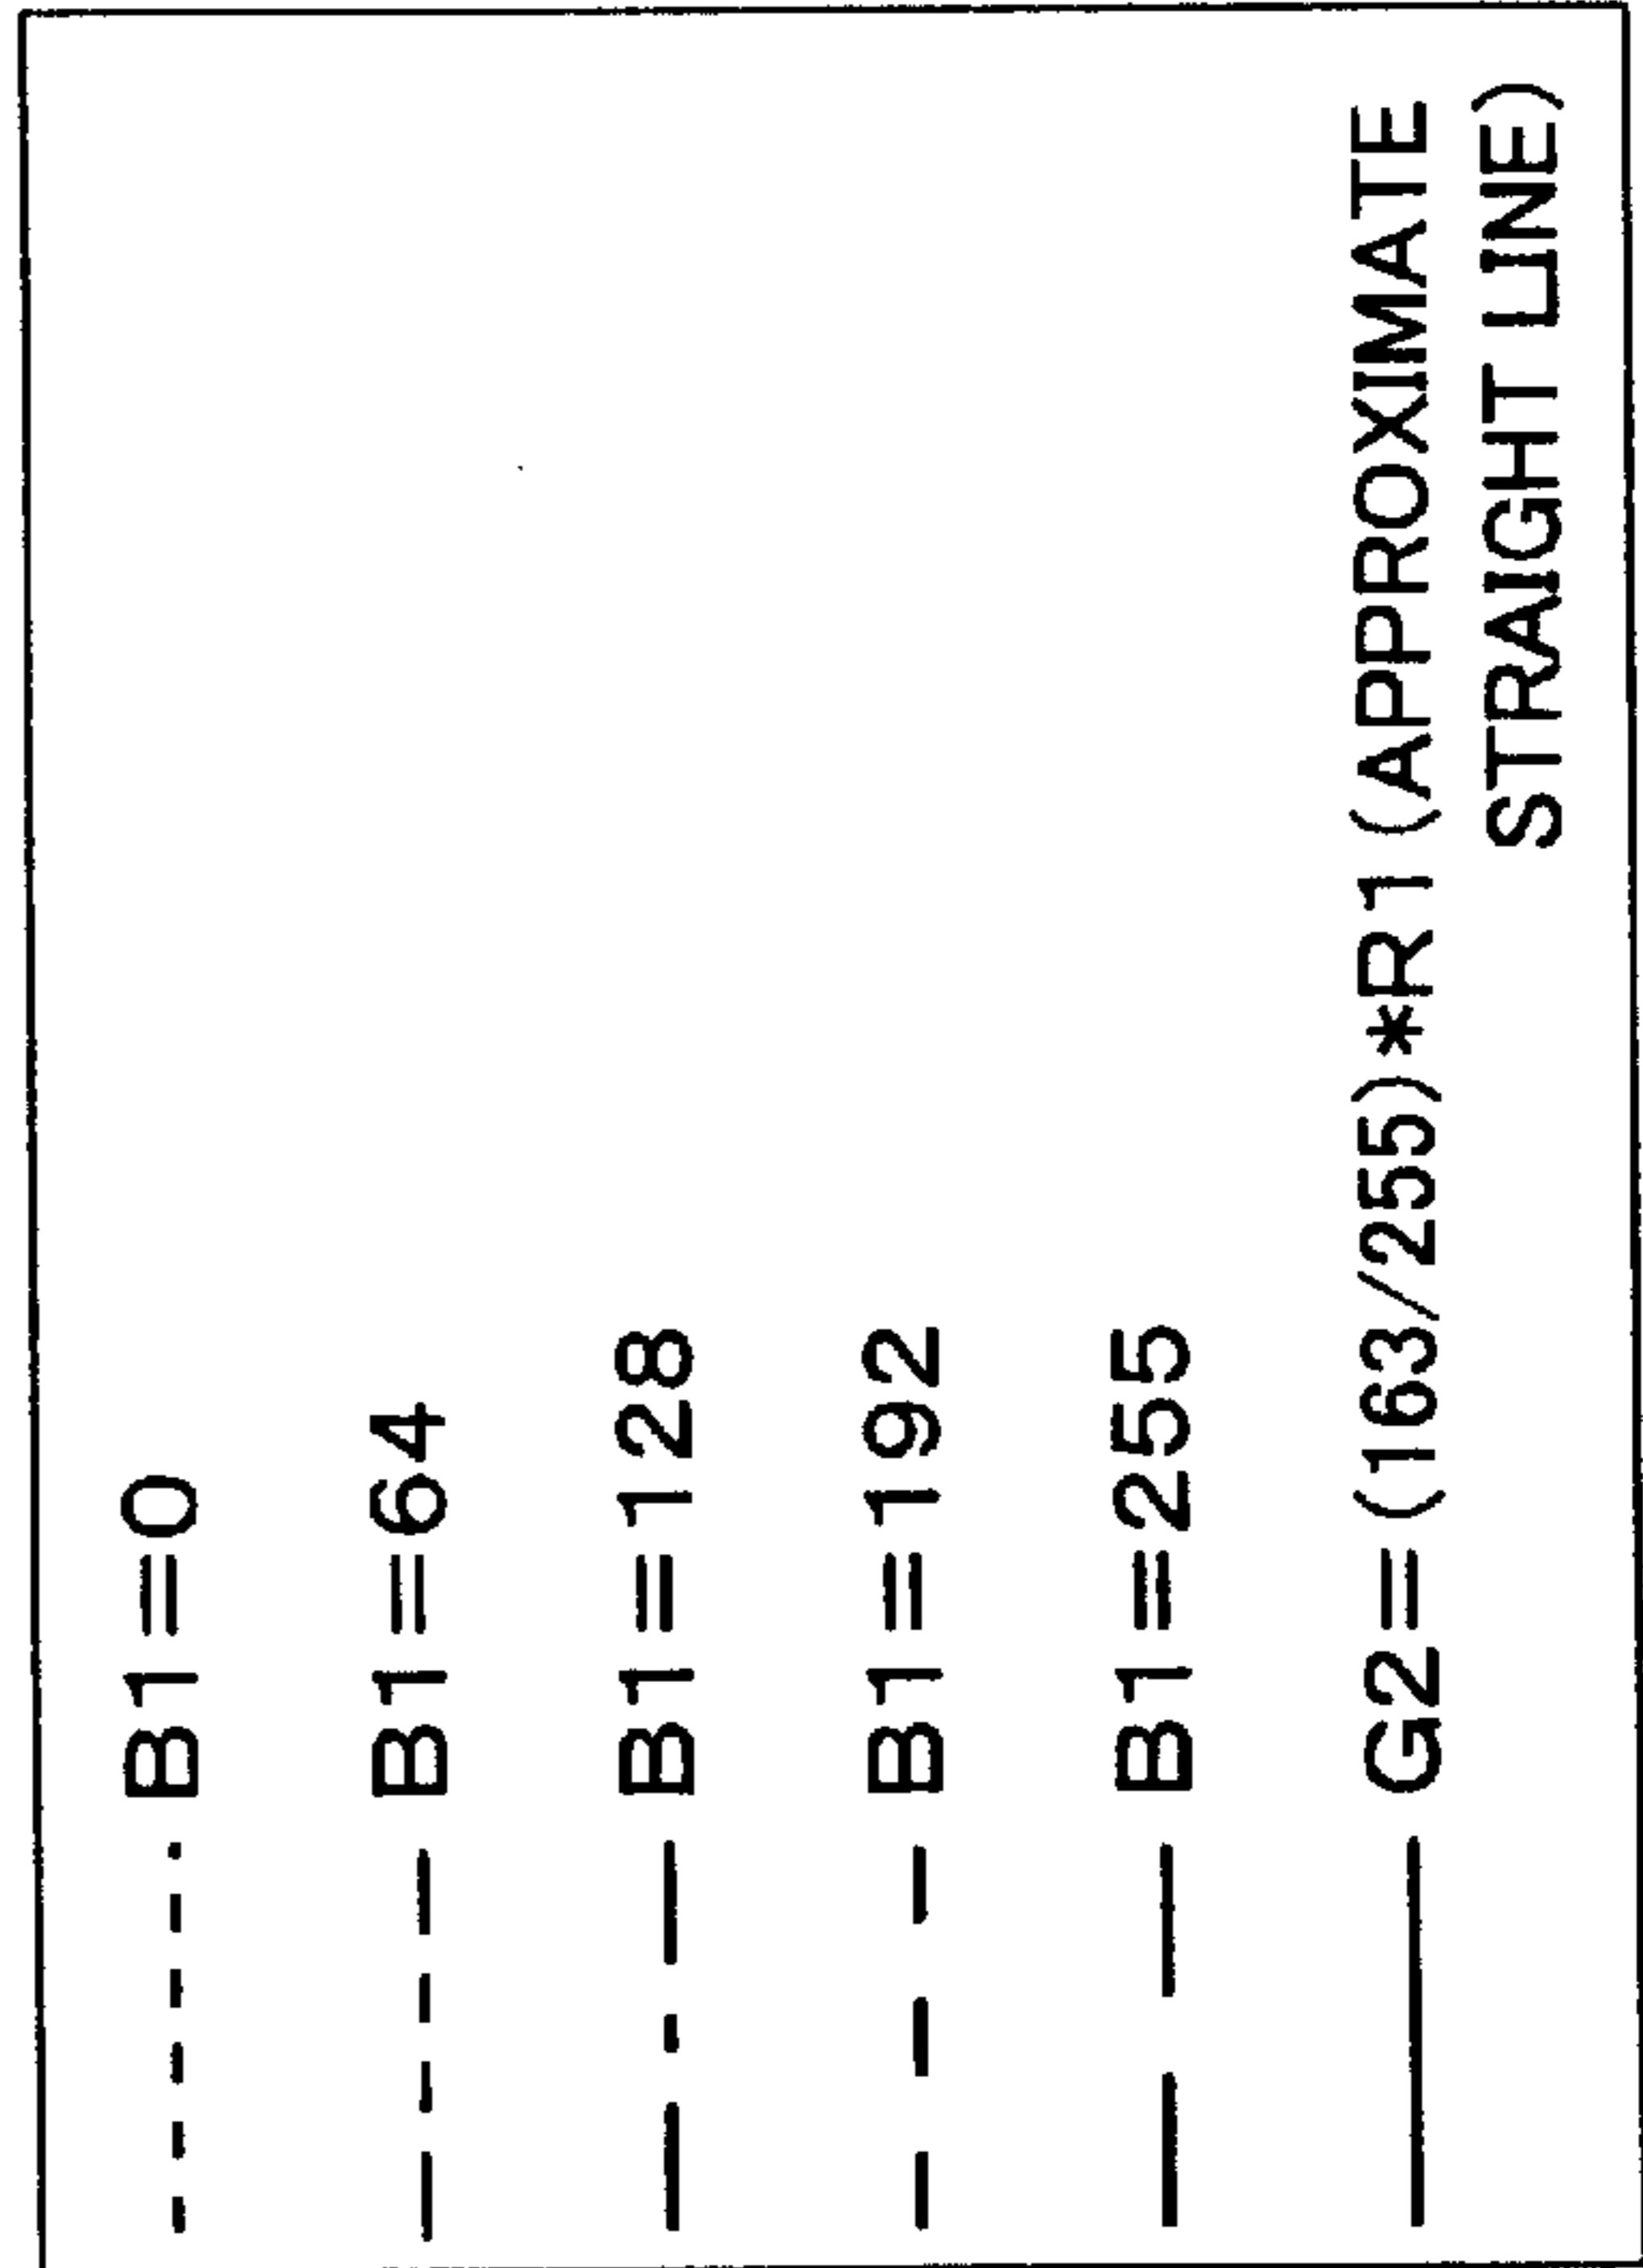 B1=0
B1=64
B1=128
B1=192
B1=255
G2=(163/255)*R1(APPROXIMATE
STRAIGHT LINE)